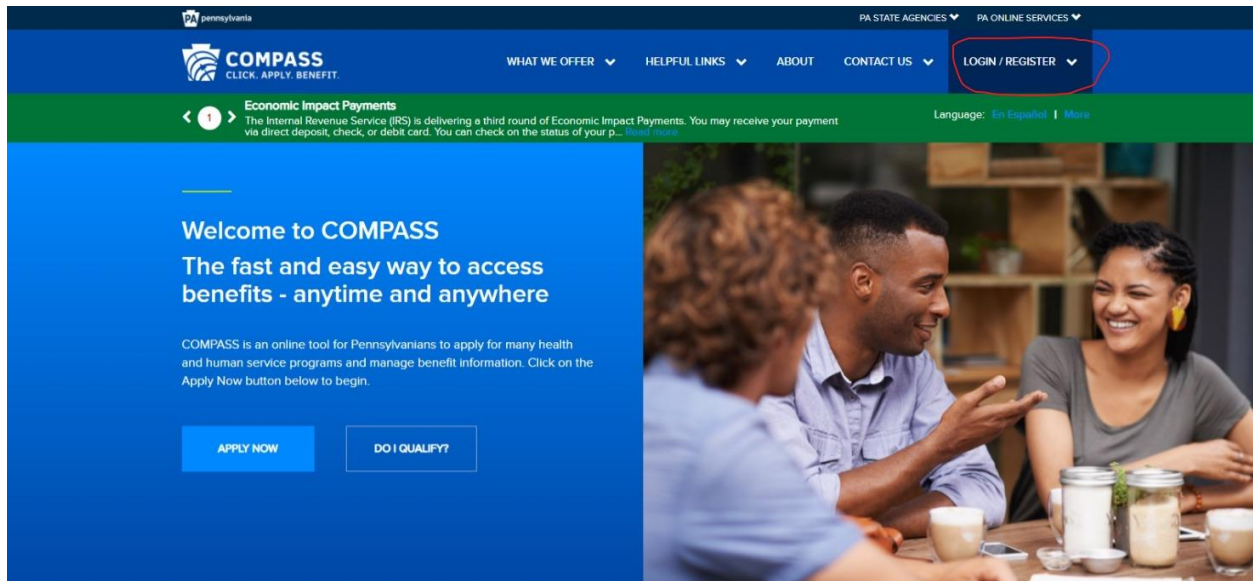 PA pennsylvania
PA STATE AGENCIES PA ONLINE SERVICES
COMPASS
CLICK. APPLY. BENEFIT.
WHAT WE OFFER HELPFUL LINKS ABOUT CONTACT US LOGIN / REGISTER
1
Economic Impact Payments
The Internal Revenue Service (IRS) is delivering a third round of Economic Impact Payments. You may receive your payment
via direct deposit, check, or debit card. You can check on the status of your p... Read more
Language: En Español | More
Welcome to COMPASS
The fast and easy way to access
benefits - anytime and anywhere
COMPASS is an online tool for Pennsylvanians to apply for many health
and human service programs and manage benefit information. Click on the
Apply Now button below to begin.
APPLY NOW DO I QUALIFY?